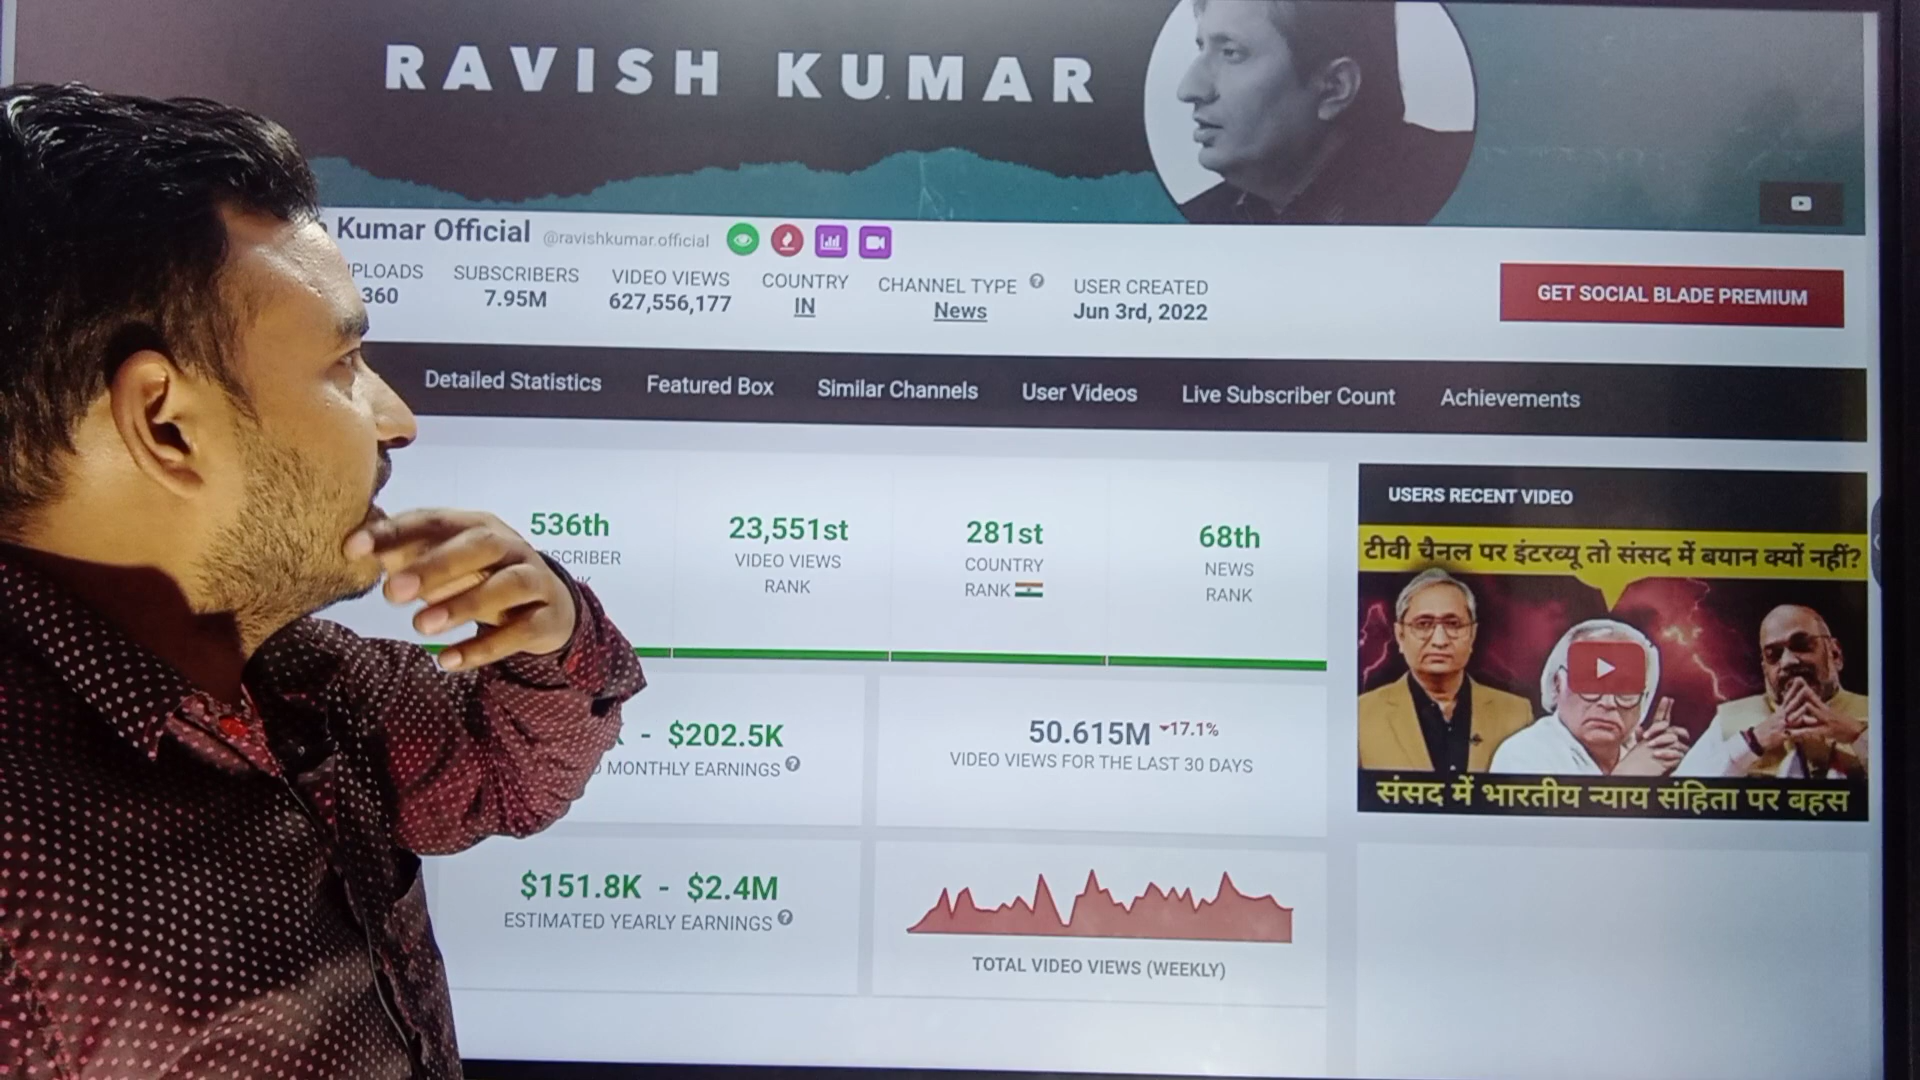 RAVISH KUMAR
Kumar Official @ravishkumar.official
SUBSCRIBERS VIDEO VIEWS COUNTRY CHANNEL TYPE USER CREATED
360 7.95M 627,556,177 IN News Jun 3rd, 2022
GET SOCIAL BLADE PREMIUM
Detailed Statistics Featured Box Similar Channels User Videos Live Subscriber Count Achievements
536th 23,551st 281st 68th
VIDEO VIEWS COUNTRY NEWS
RANK RANK RANK
- $202.5K
MONTHLY EARNINGS
50.615M 17.1%
VIDEO VIEWS FOR THE LAST 30 DAYS
$151.8K - $2.4M
ESTIMATED YEARLY EARNINGS
TOTAL VIDEO VIEWS (WEEKLY)
USERS RECENT VIDEO
टीवी चैनल पर इंटरव्यू तो संसद में बयान क्यों नहीं?
संसद में भारतीय न्याय संहिता पर बहस